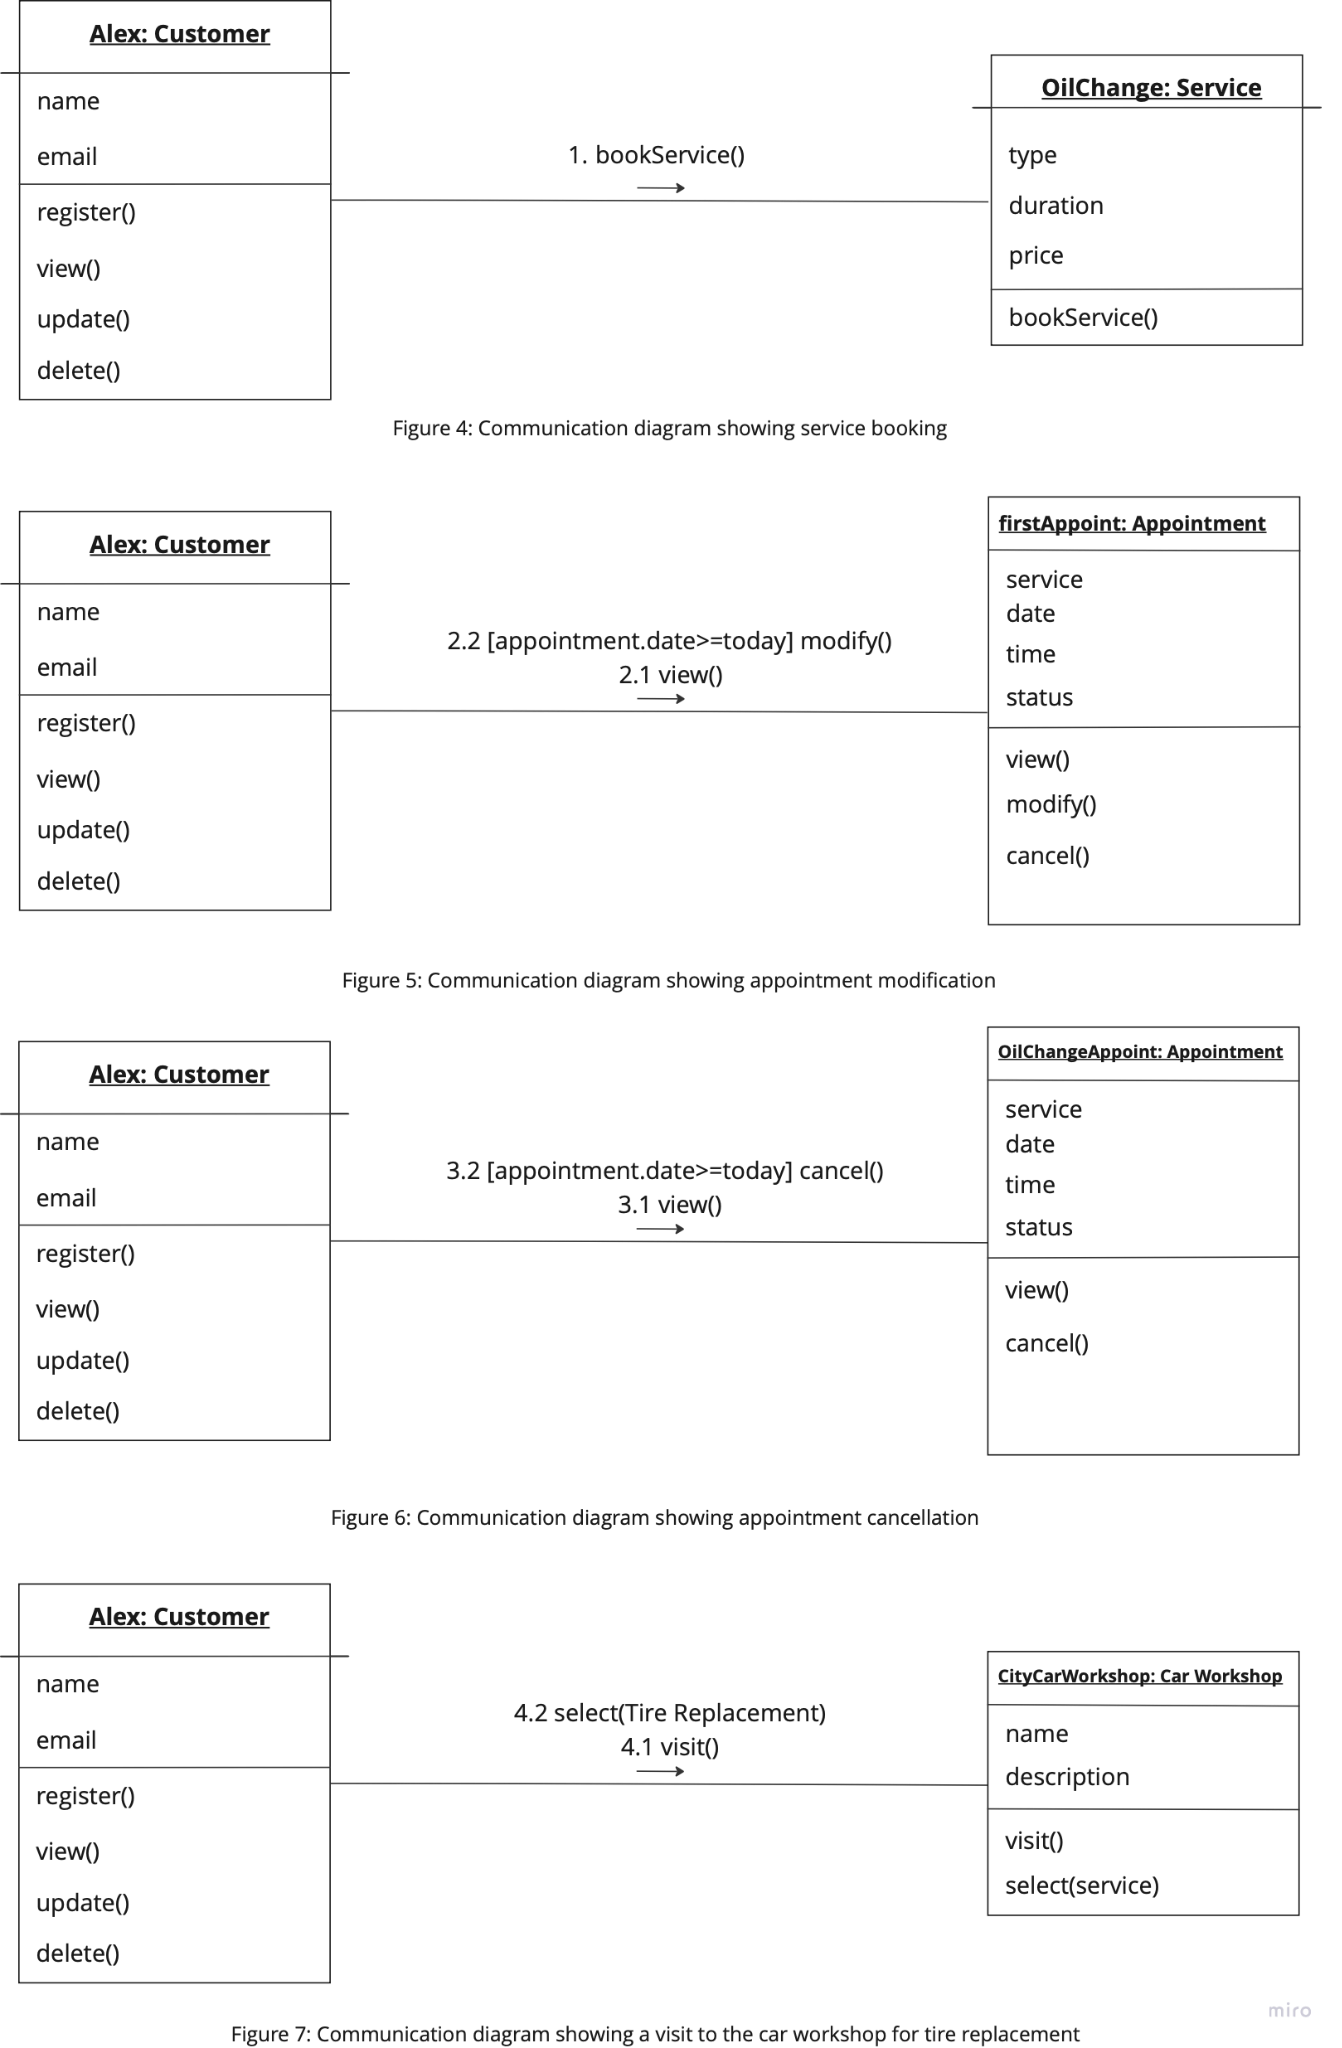 Alex: Customer
name
email
register()
view()
update()
delete()
1. bookService()
OilChange: Service
type
duration
price
bookService()
Figure 4: Communication diagram showing service booking
Alex: Customer
name
email
register()
view()
update()
delete()
2.2 [appointment.date>=today] modify()
2.1 view()
firstAppoint: Appointment
service
date
time
status
view()
modify()
cancel()
Figure 5: Communication diagram showing appointment modification
Alex: Customer
name
email
register()
view()
update()
delete()
3.2 [appointment.date>=today] cancel()
3.1 view()
OilChangeAppoint: Appointment
service
date
time
status
view()
cancel()
Figure 6: Communication diagram showing appointment cancellation
Alex: Customer
name
email
register()
view()
update()
delete()
4.2 select(Tire Replacement)
4.1 visit()
CityCarWorkshop: Car Workshop
name
description
visit()
select(service)
miro
Figure 7: Communication diagram showing a visit to the car workshop for tire replacement